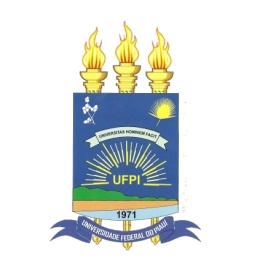 UNIVERSITAS HOMINEM FACIT
UFPI
1971
UNIVERSIDADE FEDERAL DO PIAUÍ